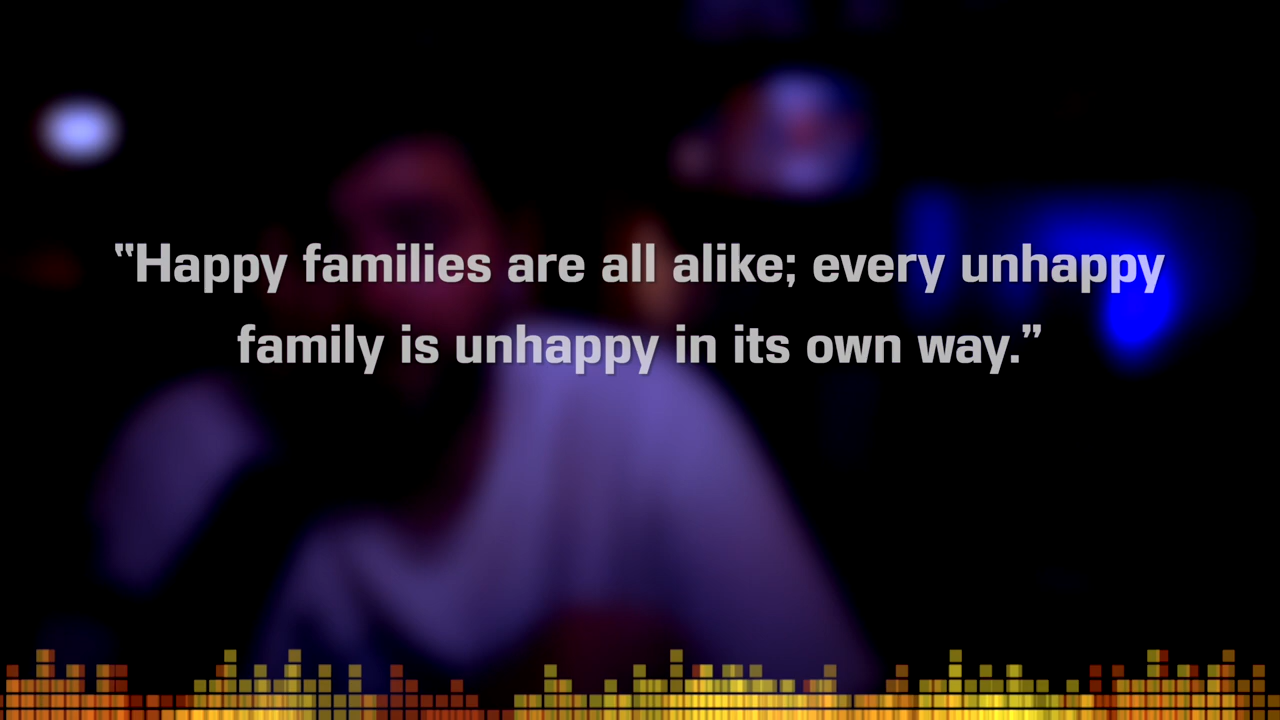 “Happy families are all alike; every unhappy
family is unhappy in its own way.”